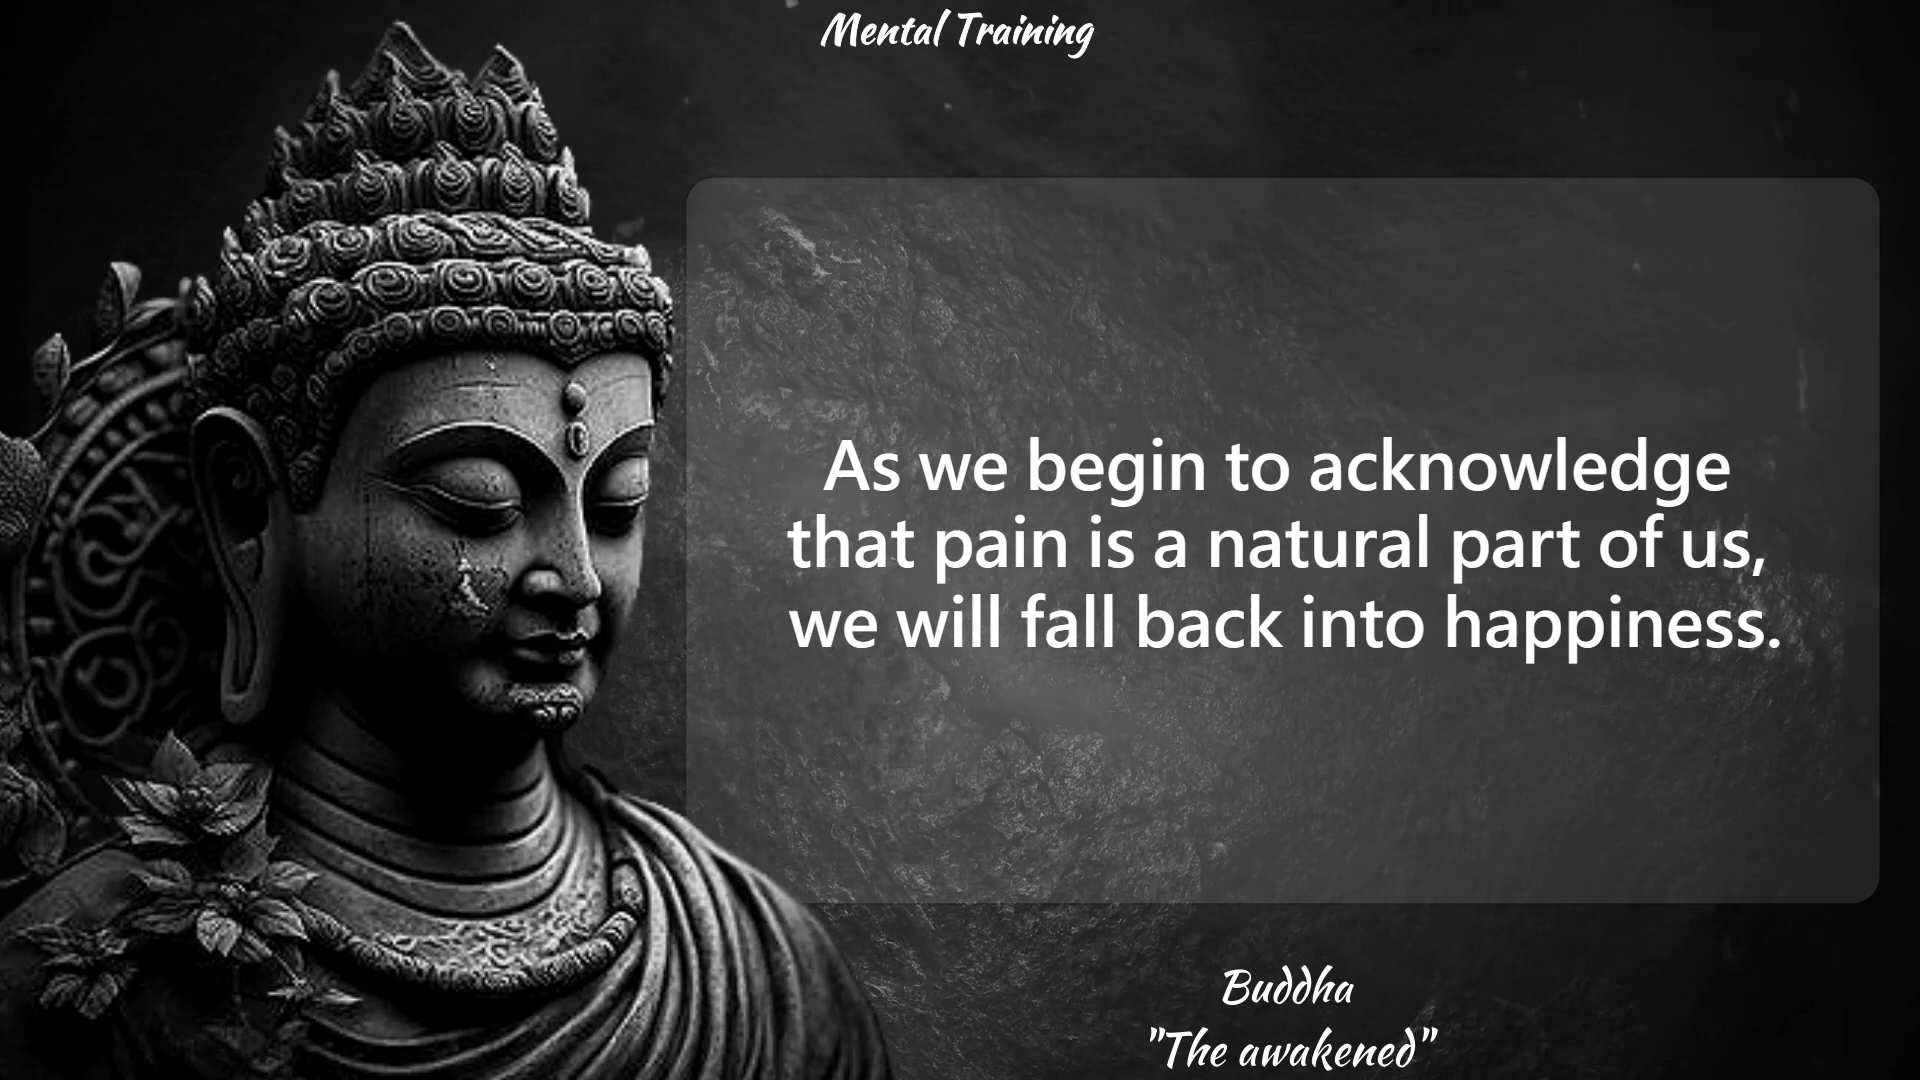 Mental Training
As we begin to acknowledge
that pain is a natural part of us,
we will fall back into happiness.
Buddha
"The awakened"